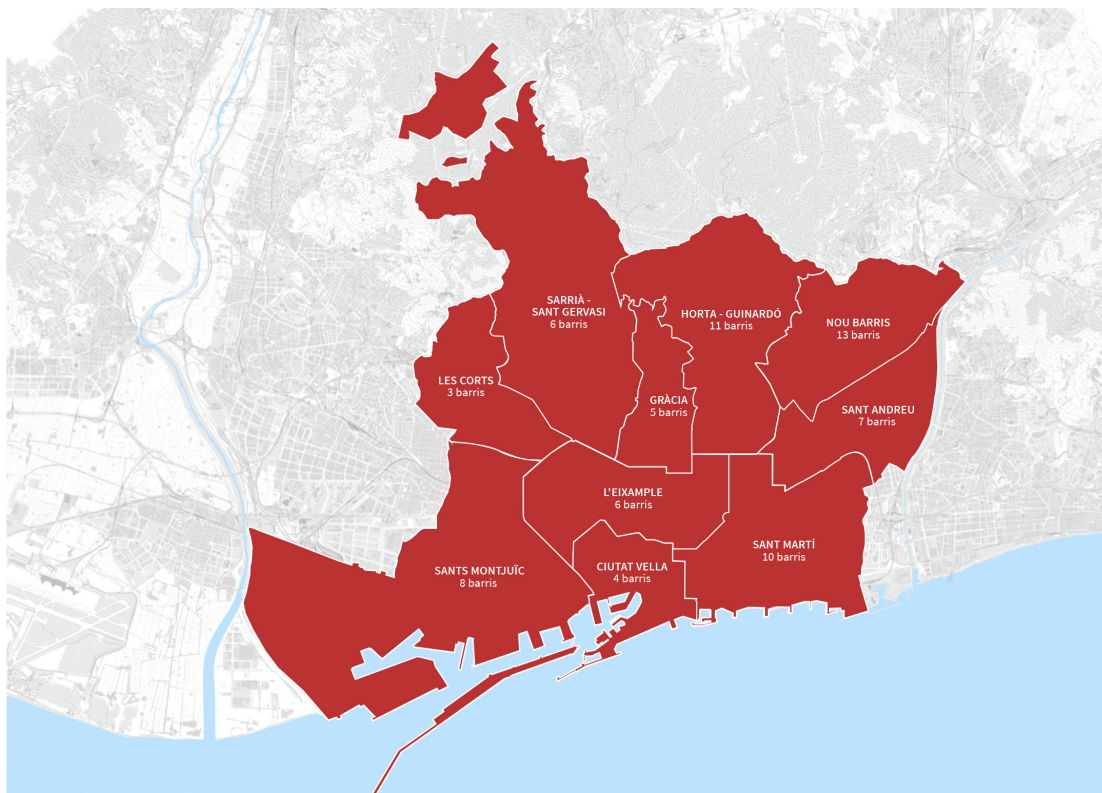 SARRIÀ -
SANT GERVASI
6 barris
HORTA - GUINARDÓ
11 barris
NOU BARRIS
13 barris
LES CORTS
3 barris
GRÀCIA
5 barris
SANT ANDREU
7 barris
L'EIXAMPLE
6 barris
SANT MARTÍ
10 barris
SANTS MONTJUÏC
8 barris
CIUTAT VELLA
4 barris